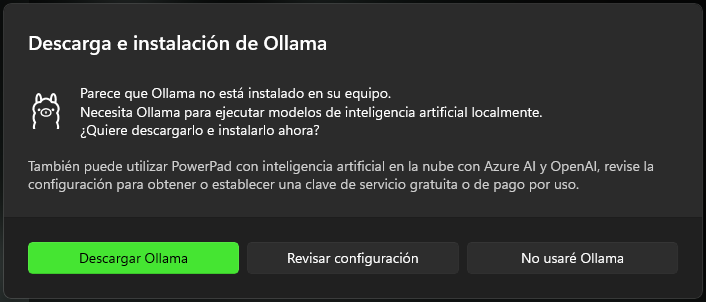 Descarga e instalación de Ollama
Parece que Ollama no está instalado en su equipo.
Necesita Ollama para ejecutar modelos de inteligencia artificial localmente.
¿Quiere descargarlo e instalarlo ahora?
También puede utilizar PowerPad con inteligencia artificial en la nube con Azure AI y OpenAI, revise la
configuración para obtener o establecer una clave de servicio gratuita o de pago por uso.
Descargar Ollama
Revisar configuración
No usaré Ollama